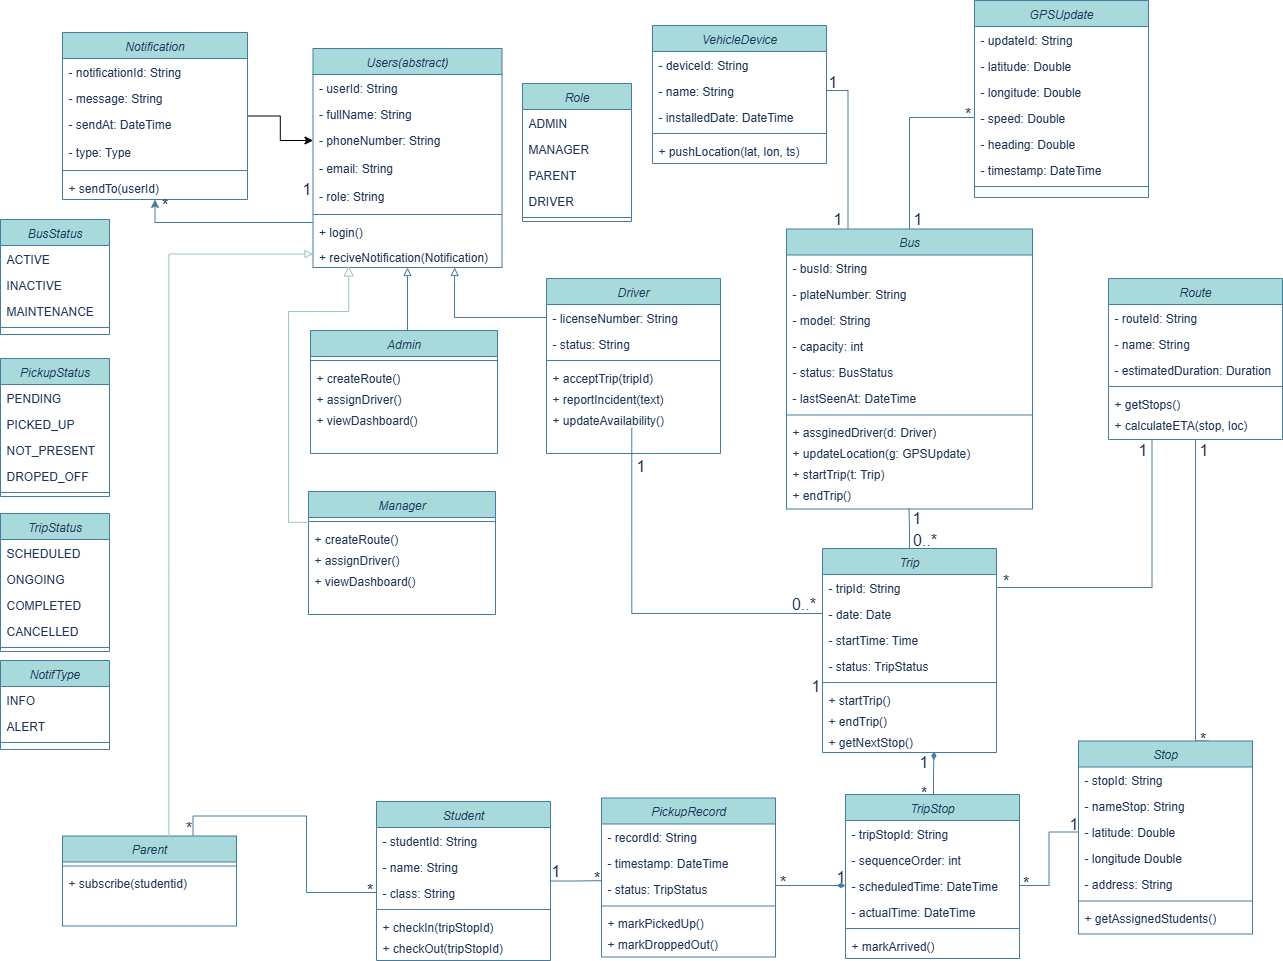 Notification
- notificationId: String
- message: String
- sendAt: DateTime
- type: Type
+ sendTo(userId)
*
Users(abstract)
- userId: String
- fullName: String
- phoneNumber: String
- email: String
- role: String
1
+ login()
+ reciveNotification(Notification)
Role
ADMIN
MANAGER
PARENT
DRIVER
VehicleDevice
- deviceId: String
- name: String
- installedDate: DateTime
+ pushLocation(lat, lon, ts)
1
1
GPSUpdate
- updateId: String
- latitude: Double
- longitude: Double
- speed: Double
- heading: Double
- timestamp: DateTime
*
1
BusStatus
ACTIVE
INACTIVE
MAINTENANCE
PickupStatus
PENDING
PICKED_UP
NOT_PRESENT
DROPED_OFF
TripStatus
SCHEDULED
ONGOING
COMPLETED
CANCELLED
NotifType
INFO
ALERT
Admin
+ createRoute()
+ assignDriver()
+ viewDashboard()
Manager
+ createRoute()
+ assignDriver()
+ viewDashboard()
Driver
- licenseNumber: String
- status: String
+ acceptTrip(tripId)
+ reportIncident(text)
+ updateAvailability()
1
0..*
Bus
- busId: String
- plateNumber: String
- model: String
- capacity: int
- status: BusStatus
- lastSeenAt: DateTime
+ assginedDriver(d: Driver)
+ updateLocation(g: GPSUpdate)
+ startTrip(t: Trip)
+ endTrip()
1
0..*
Route
- routeId: String
- name: String
- estimatedDuration: Duration
+ getStops()
+ calculateETA(stop, loc)
1
1
*
*
Trip
- tripId: String
- date: Date
- startTime: Time
- status: TripStatus
1
+ startTrip()
+ endTrip()
+ getNextStop()
1
*
Parent
+ subscribe(studentid)
*
*
Student
- studentId: String
- name: String
- class: String
+ checkIn(tripStopId)
+ checkOut(tripStopId)
1
*
PickupRecord
- recordId: String
- timestamp: DateTime
- status: TripStatus
+ markPickedUp()
+ markDroppedOut()
*
1
TripStop
- tripStopId: String
- sequenceOrder: int
- scheduledTime: DateTime
- actualTime: DateTime
+ markArrived()
*
1
Stop
- stopId: String
- nameStop: String
- latitude: Double
- longitude Double
- address: String
+ getAssignedStudents()